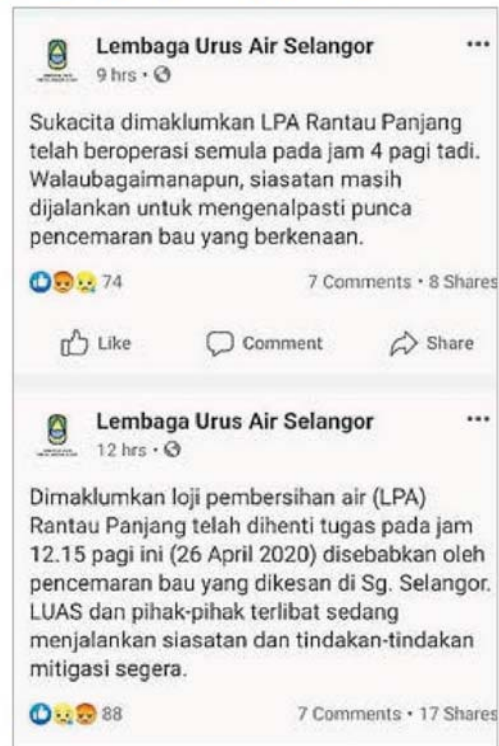 Lembaga Urus Air Selangor
9 hrs •
Sukacita dimaklumkan LPA Rantau Panjang
telah beroperasi semula pada jam 4 pagi tadi.
Walaubagaimanapun, siasatan masih
dijalankan untuk mengenalpasti punca
pencemaran bau yang berkenaan.
74 7 Comments • 8 Shares
Like Comment Share
Lembaga Urus Air Selangor
12 hrs •
Dimaklumkan loji pembersihan air (LPA)
Rantau Panjang telah dihenti tugas pada jam
12.15 pagi ini (26 April 2020) disebabkan oleh
pencemaran bau yang dikesan di Sg. Selangor.
LUAS dan pihak-pihak terlibat sedang
menjalankan siasatan dan tindakan-tindakan
mitigasi segera.
88 7 Comments • 17 Shares